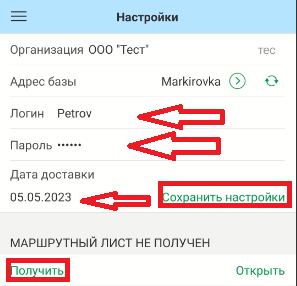 Настройки
Организация ООО "Тест" тес
Адрес базы Markirovka
Логин Petrov
Пароль ••••••
Дата доставки
05.05.2023 Сохранить настройки
МАРШРУТНЫЙ ЛИСТ НЕ ПОЛУЧЕН
Получить Открыть